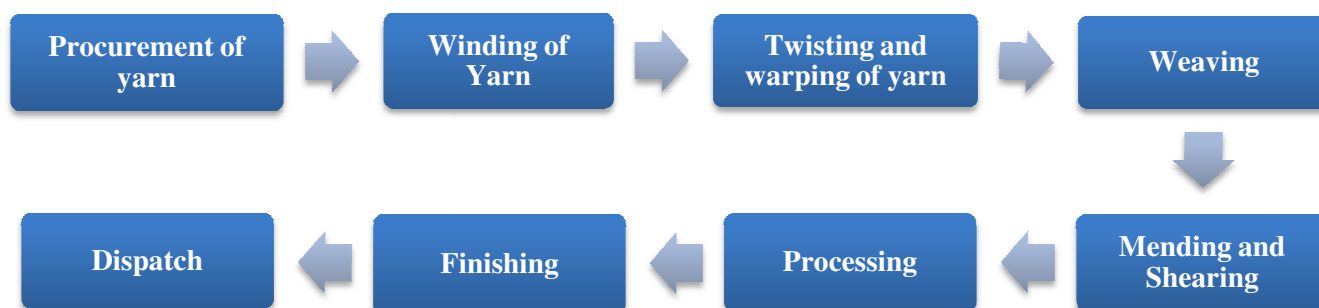 Procurement of
yarn
Winding of
Yarn
Twisting and
warping of yarn
Weaving
Mending and
Shearing
Processing
Finishing
Dispatch